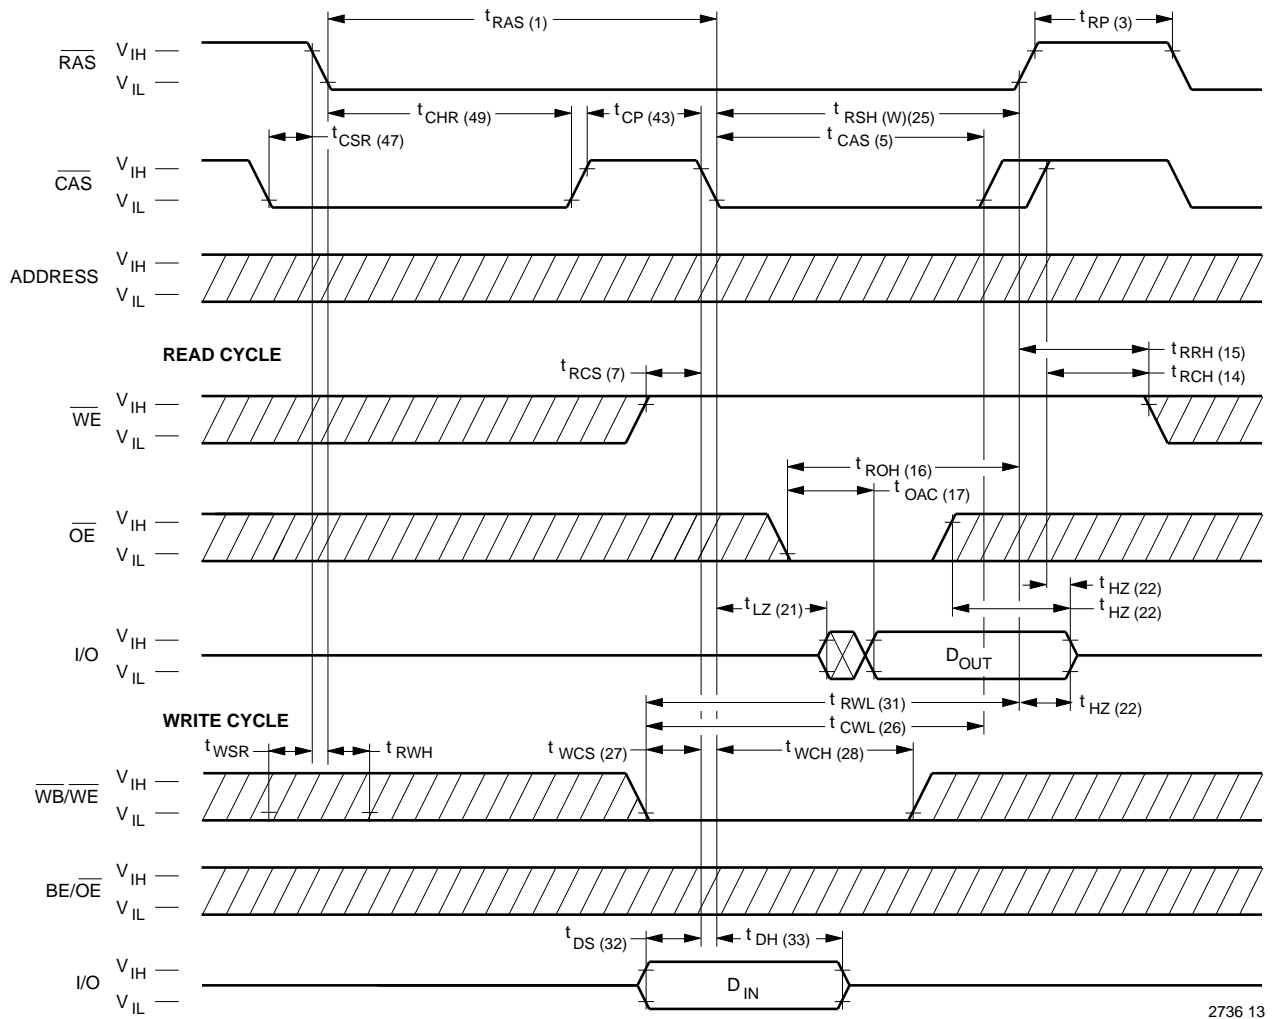 t RAS (1)
t RP (3)
RAS
V IH
V IL
t CHR (49)
t CP (43)
t RSH (W)(25)
t CSR (47)
t CAS (5)
CAS
V IH
V IL
ADDRESS
V IH
V IL
READ CYCLE
t RRH (15)
t RCS (7)
t RCH (14)
WE
V IH
V IL
t ROH (16)
t OAC (17)
OE
V IH
V IL
t HZ (22)
t LZ (21)
t HZ (22)
I/O
V IH
V IL
D OUT
t RWL (31)
t HZ (22)
WRITE CYCLE
t CWL (26)
t WSR
t RWH
t WCS (27)
t WCH (28)
WB/WE
V IH
V IL
BE/OE
V IH
V IL
t DS (32)
t DH (33)
I/O
V IH
V IL
D IN
2736 13